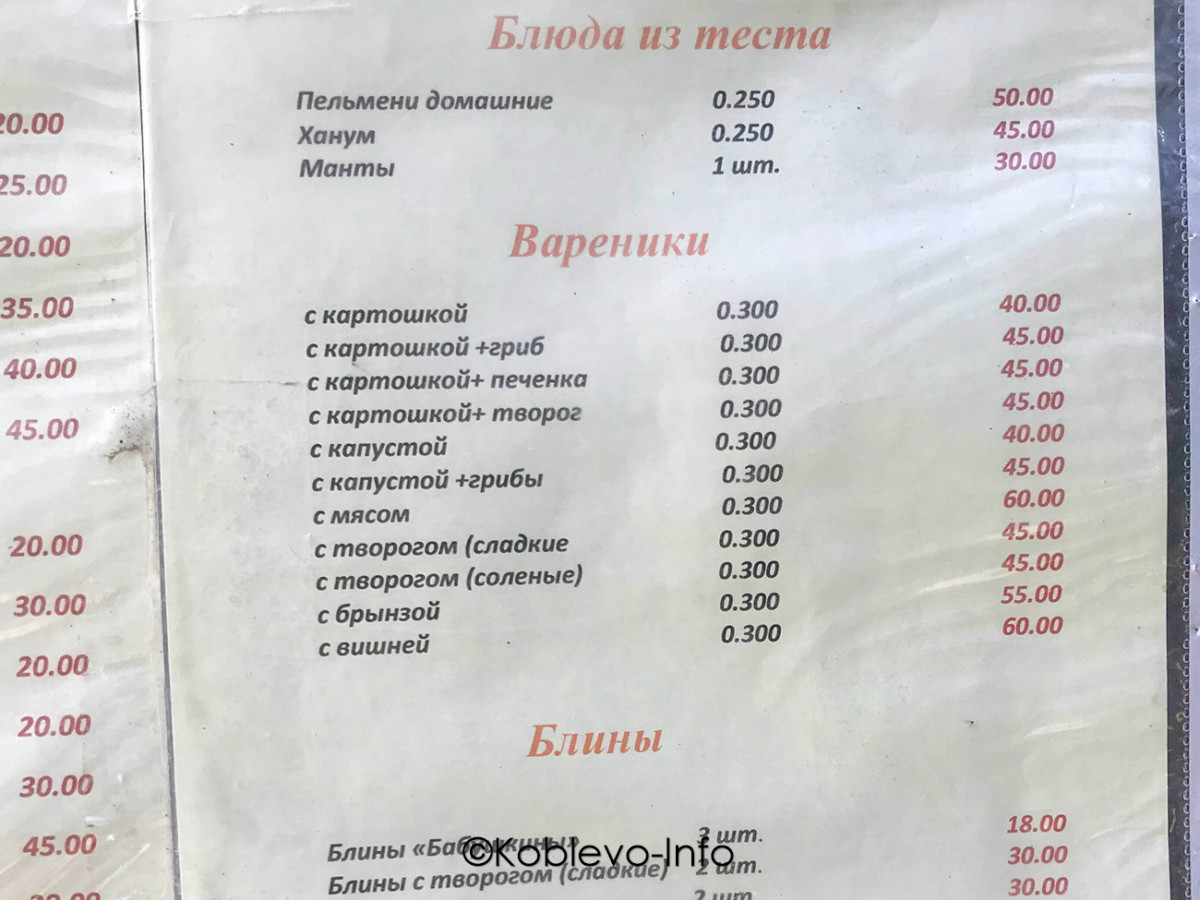 20.00
25.00
20.00
35.00
40.00
45.00
20.00
30.00
20.00
20.00
30.00
45.00
Блюда из теста
Пельмени домашние 0.250 50.00
Ханум 0.250 45.00
Манты 1 шт. 30.00
Вареники
с картошкой 0.300 40.00
с картошкой +гриб 0.300 45.00
с картошкой+ печенка 0.300 45.00
с картошкой+ творог 0.300 45.00
с капустой 0.300 40.00
с капустой +грибы 0.300 45.00
с мясом 0.300 60.00
с творогом (сладкие 0.300 45.00
с творогом (соленые) 0.300 45.00
с брынзой 0.300 55.00
с вишней 0.300 60.00
Блины
Блины «Бабушкины» 3 шт. 18.00
Блины с творогом (сладкие) 2 шт. 30.00
2 шт 30.00
©Koblevo-Info